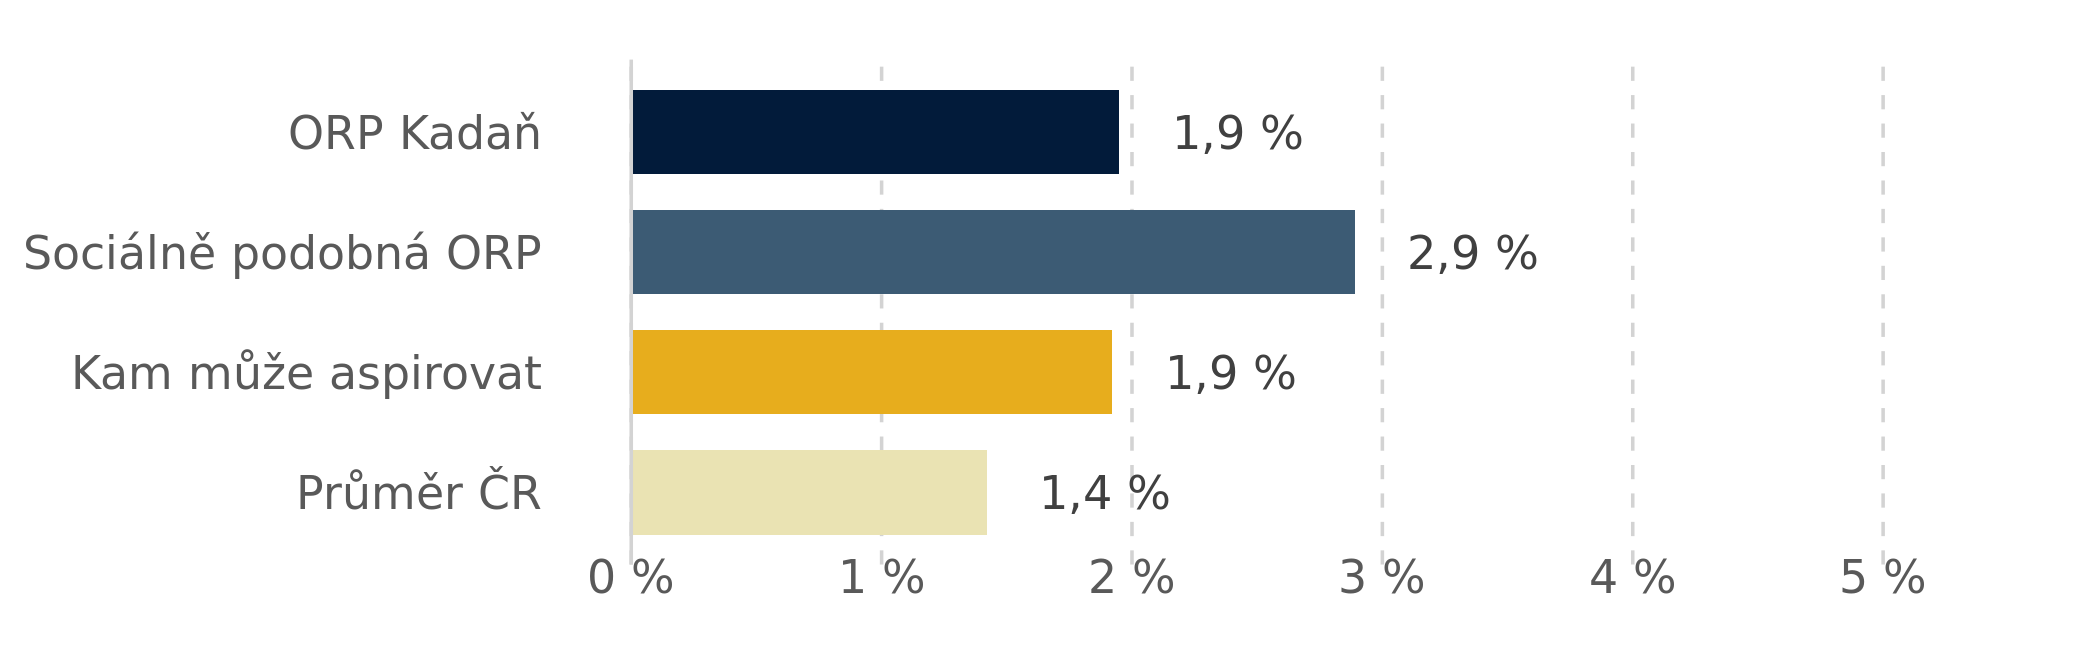 ORP Kadaň 1,9 %
Sociálně podobná ORP 2,9 %
Kam může aspirovat 1,9 %
Průměr ČR 1,4 %
0 % 1 % 2 % 3 % 4 % 5 %